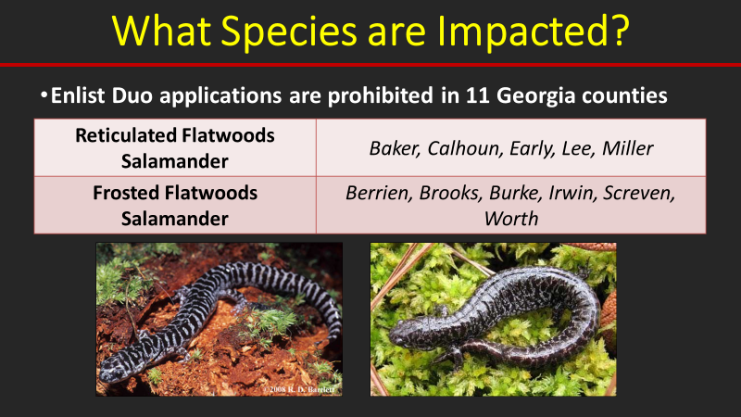 What Species are Impacted?
•Enlist Duo applications are prohibited in 11 Georgia counties
Reticulated Flatwoods
Salamander
Baker, Calhoun, Early, Lee, Miller
Frosted Flatwoods
Salamander
Berrien, Brooks, Burke, Irwin, Screven,
Worth
©2004 R. D. Bartlett